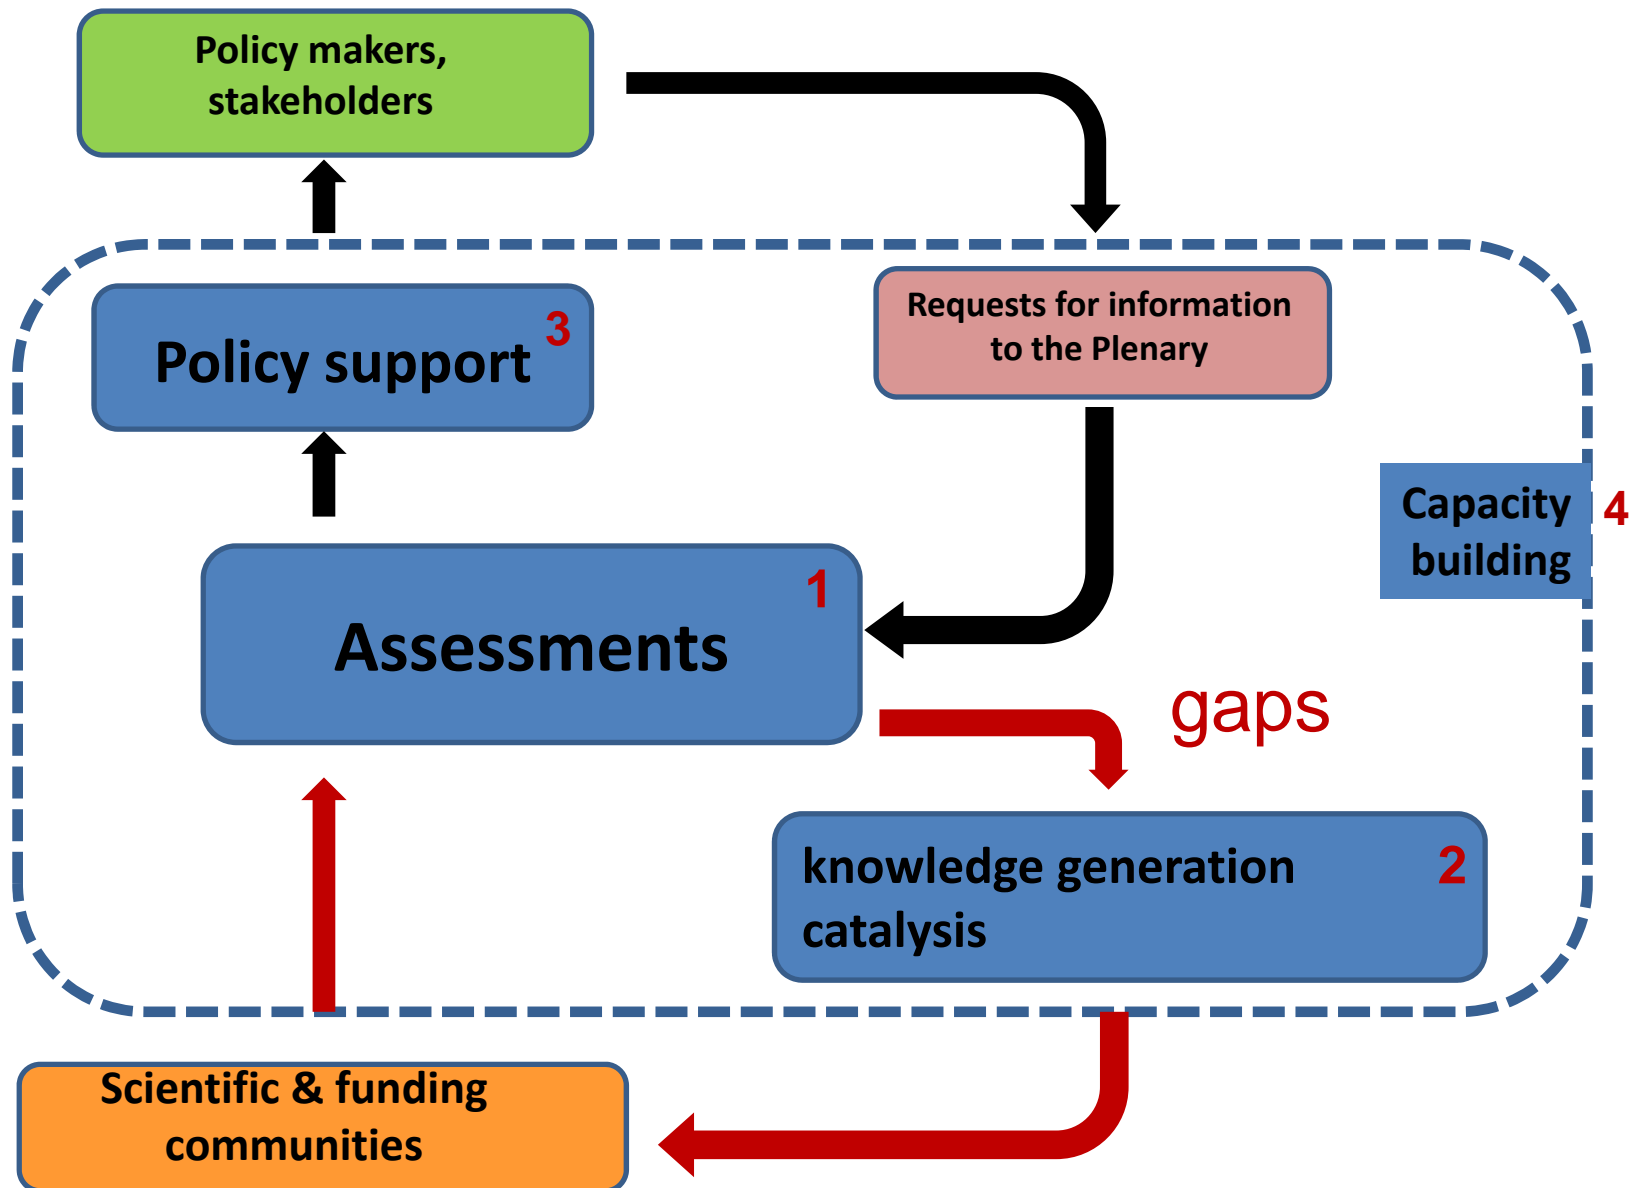 Policy makers,
stakeholders
Requests for information
to the Plenary
Policy support 3
Capacity
building
4
Assessments 1
gaps
knowledge generation
catalysis
2
Scientific & funding
communities